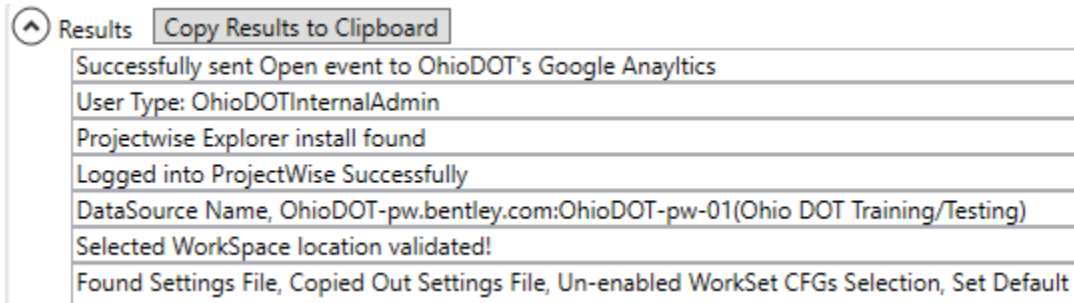 Results Copy Results to Clipboard
Successfully sent Open event to OhioDOT's Google Anayltics
User Type: OhioDOTInternalAdmin
Projectwise Explorer install found
Logged into ProjectWise Successfully
DataSource Name, OhioDOT-pw.bentley.com:OhioDOT-pw-01(Ohio DOT Training/Testing)
Selected WorkSpace location validated!
Found Settings File, Copied Out Settings File, Un-enabled WorkSet CFGs Selection, Set Default